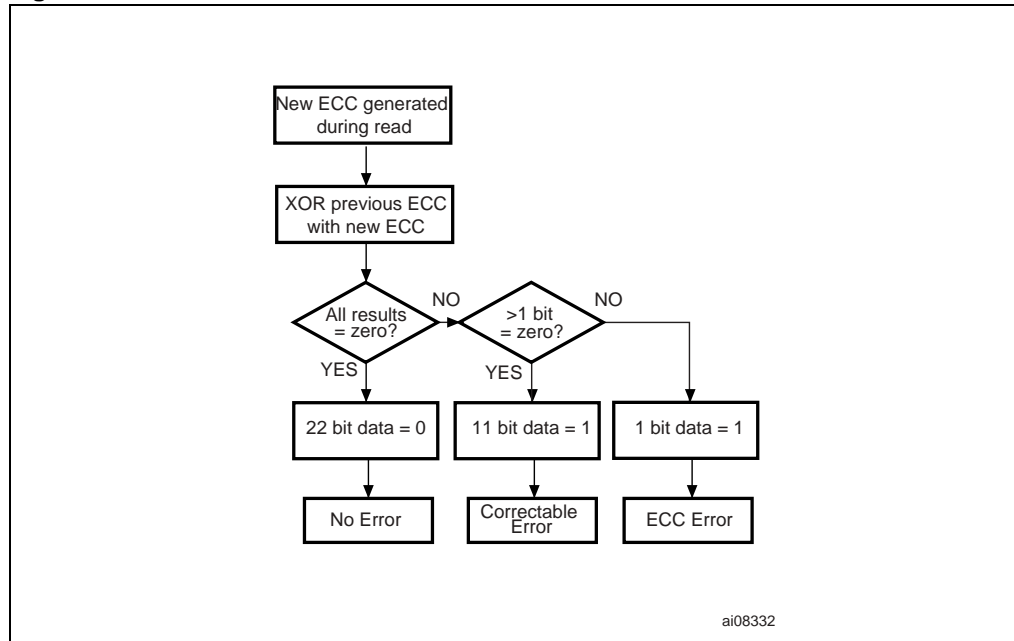 New ECC generated
during read
XOR previous ECC
with new ECC
All results
= zero?
NO
>1 bit
= zero?
NO
YES
YES
22 bit data = 0
11 bit data = 1
1 bit data = 1
No Error
Correctable
Error
ECC Error
ai08332